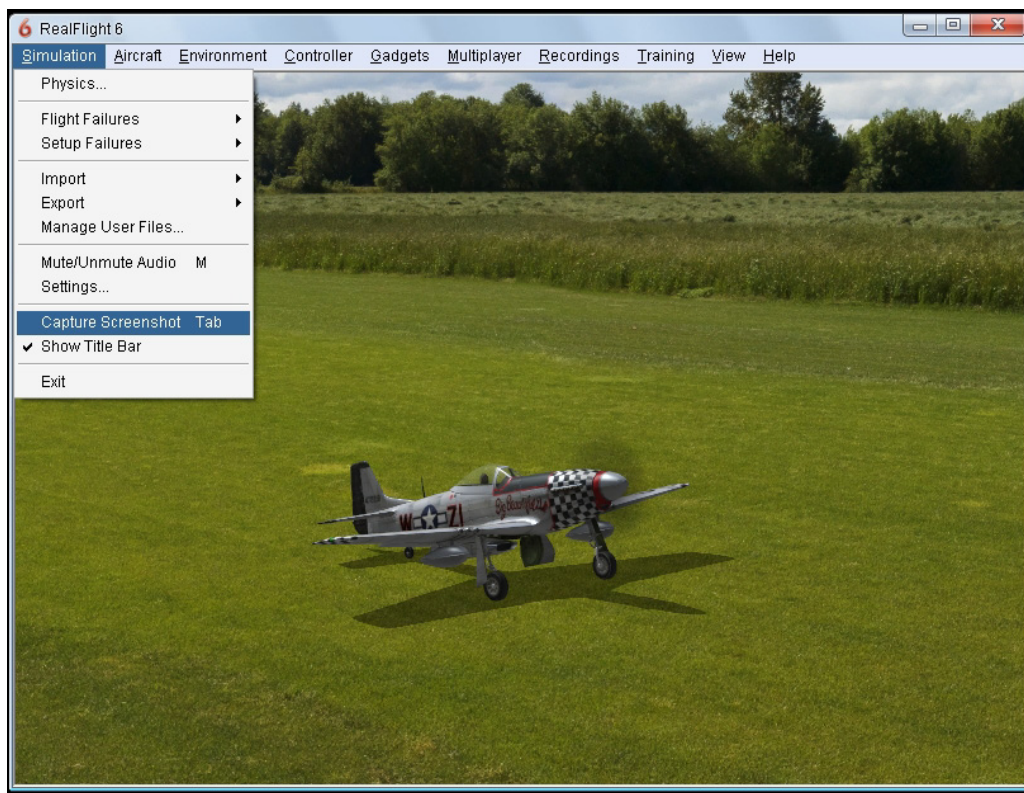 6 RealFlight 6
Simulation Aircraft Environment Controller Gadgets Multiplayer Recordings Training View Help
Physics...
Flight Failures
Setup Failures
Import
Export
Manage User Files...
Mute/Unmute Audio M
Settings...
Capture Screenshot Tab
Show Title Bar
Exit
W ZI